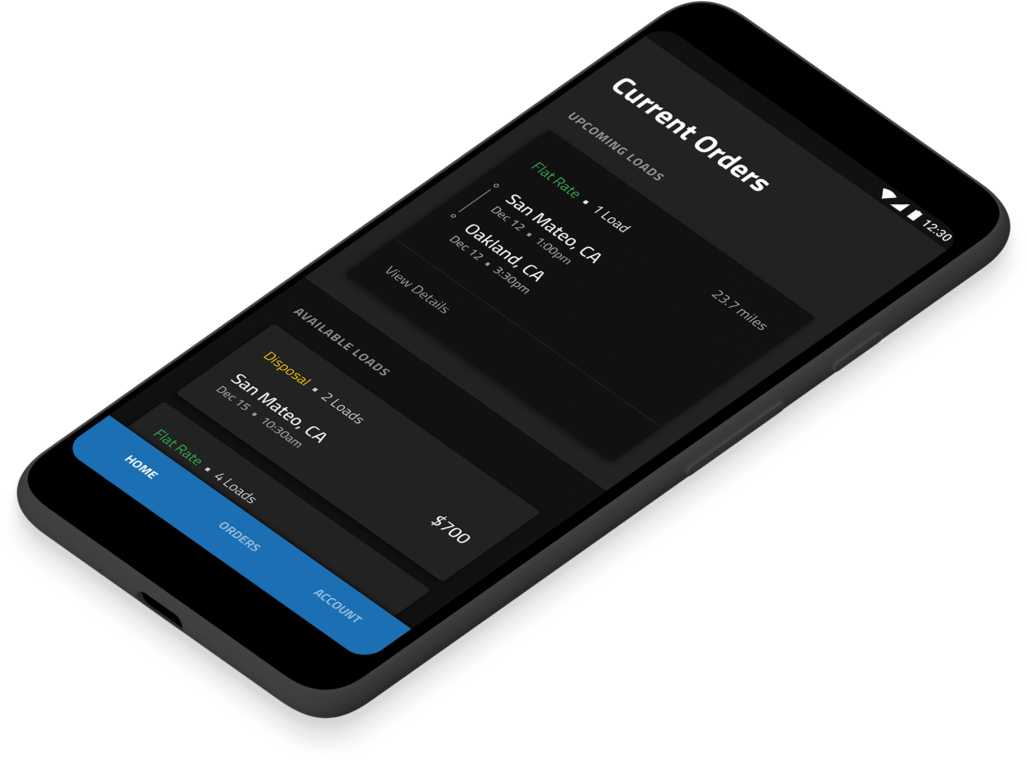 12:30
Current Orders
UPCOMING LOADS
Flat Rate ▪ 1 Load
San Mateo, CA
Dec 12 ▪ 1:00pm
Oakland, CA
Dec 12 ▪ 3:30pm
23.7 miles
View Details
AVAILABLE LOADS
Disposal ▪ 2 Loads
San Mateo, CA
Dec 15 ▪ 10:30am
$700
Flat Rate ▪ 4 Loads
HOME
ORDERS
ACCOUNT